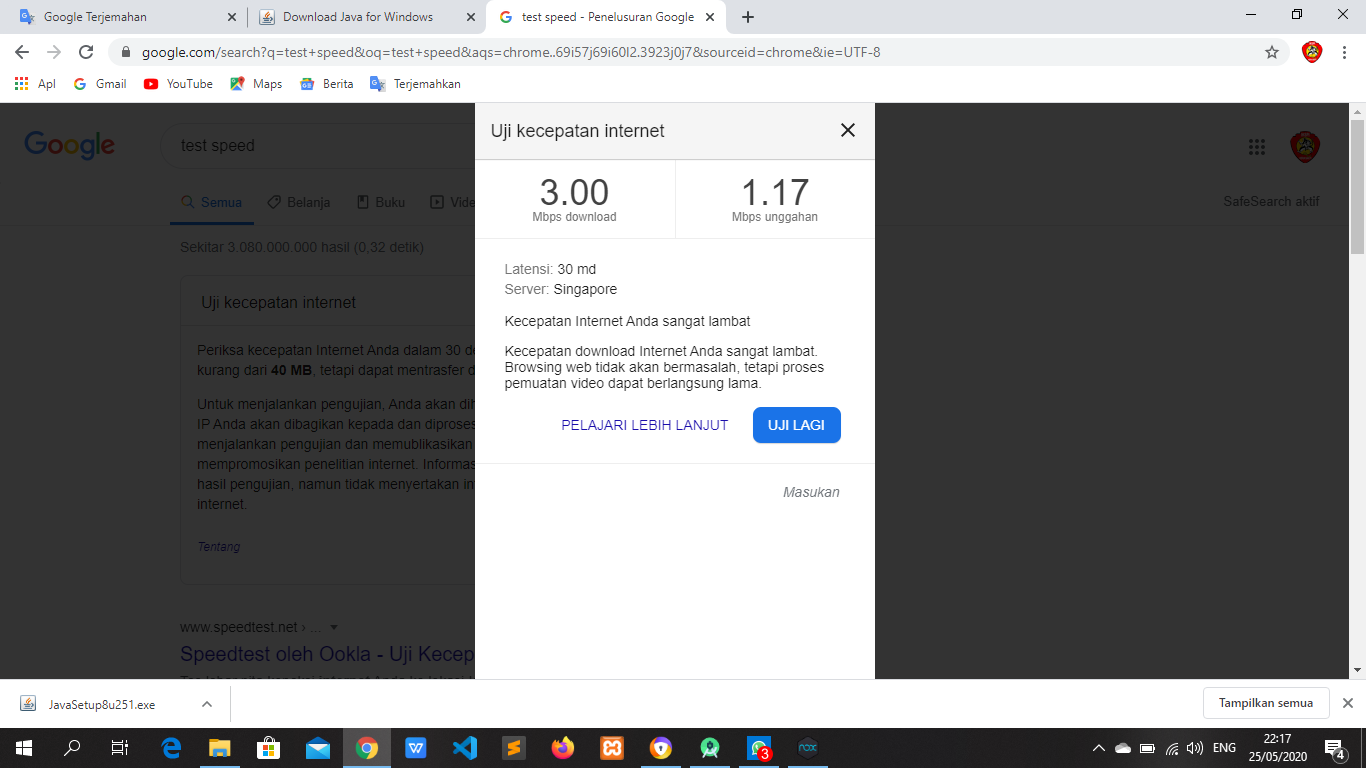 Google Terjemahan
Download Java for Windows
test speed - Penelusuran Google
google.com/search?q=test+speed&oq=test+speed&aqs=chrome..69i57j69i60l2.3923j0j7&sourceid=chrome&ie=UTF-8
Apl Gmail YouTube Maps Berita Terjemahkan
Google
test speed
Semua Belanja Buku Vide
SafeSearch aktif
Sekitar 3.080.000.000 hasil (0,32 detik)
Uji kecepatan internet
Periksa kecepatan Internet Anda dalam 30 de
kurang dari 40 MB, tetapi dapat mentrasfer d
Untuk menjalankan pengujian, Anda akan dih
IP Anda akan dibagikan kepada dan diproses
menjalankan pengujian dan memublikasikan
mempromosikan penelitian internet. Informas
hasil pengujian, namun tidak menyertakan in
internet.
Tentang
www.speedtest.net › ...
Speedtest oleh Ookla - Uji Kecep
Uji kecepatan internet
3.00
Mbps download
1.17
Mbps unggahan
Latensi: 30 md
Server: Singapore
Kecepatan Internet Anda sangat lambat
Kecepatan download Internet Anda sangat lambat.
Browsing web tidak akan bermasalah, tetapi proses
pemuatan video dapat berlangsung lama.
PELAJARI LEBIH LANJUT UJI LAGI
Masukan
JavaSetup8u251.exe
Tampilkan semua
3
nox
ENG
22:17
25/05/2020
4